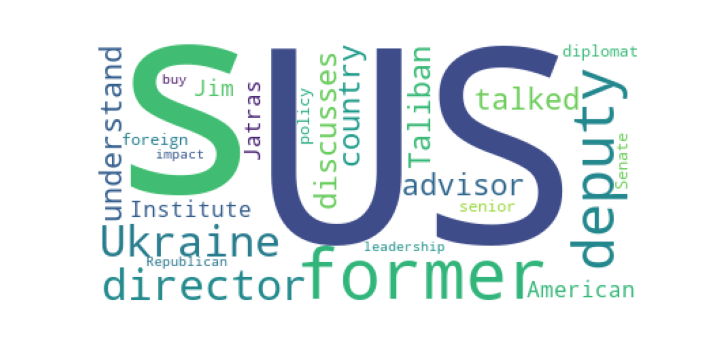 S
US
understand
buy
Jim
Jatras
foreign
impact
policy
discusses
country
Taliban
talked
diplomat
deputy
Senate
advisor
senior
Institute
Ukraine
Republican
leadership
director
former
American